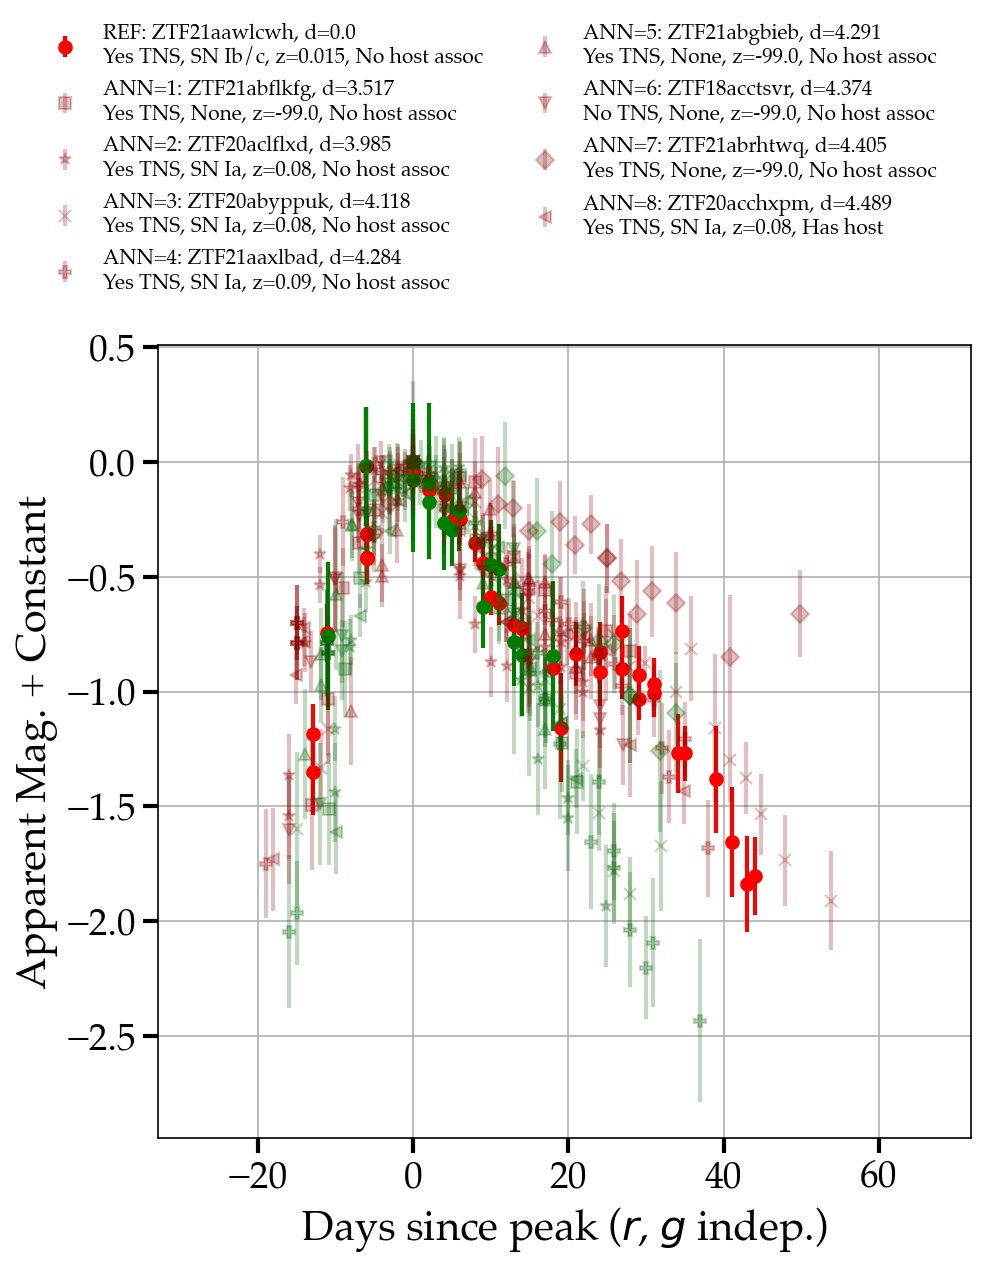 REF: ZTF21aawlcwh, d=0.0
Yes TNS, SN Ib/c, z=0.015, No host assoc
ANN=1: ZTF21abflkfg, d=3.517
Yes TNS, None, z=-99.0, No host assoc
ANN=2: ZTF20aclflxd, d=3.985
Yes TNS, SN Ia, z=0.08, No host assoc
ANN=3: ZTF20abyppuk, d=4.118
Yes TNS, SN Ia, z=0.08, No host assoc
ANN=4: ZTF21aaxlbad, d=4.284
Yes TNS, SN Ia, z=0.09, No host assoc
ANN=5: ZTF21abgbieb, d=4.291
Yes TNS, None, z=-99.0, No host assoc
ANN=6: ZTF18acctsvr, d=4.374
No TNS, None, z=-99.0, No host assoc
ANN=7: ZTF21abrhtwq, d=4.405
Yes TNS, None, z=-99.0, No host assoc
ANN=8: ZTF20acchxpm, d=4.489
Yes TNS, SN Ia, z=0.08, Has host
Apparent Mag. + Constant
0.5
0.0
−0.5
−1.0
−1.5
−2.0
−2.5
−20
0
20
40
60
Days since peak (r, g indep.)